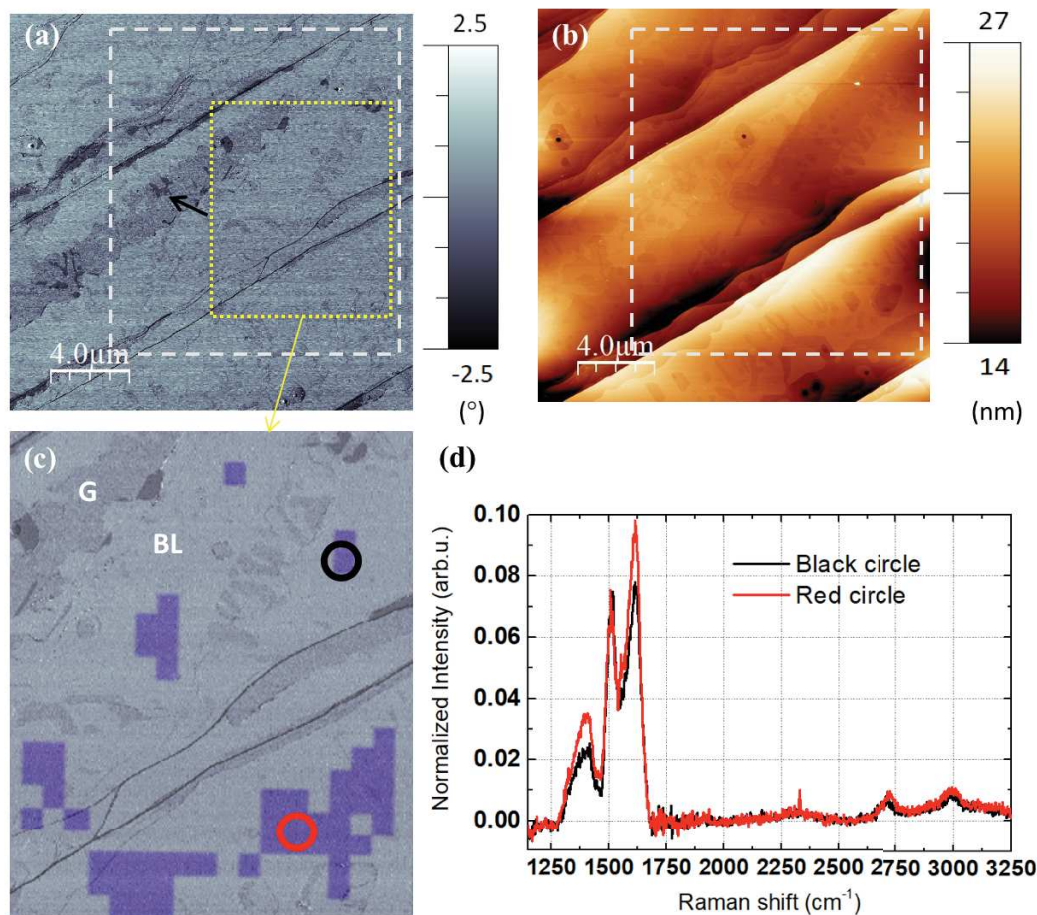 (a)
4.0μm
2.5
-2.5
(°)
(b)
4.0μm
27
14
(nm)
(c)
G
BL
(d)
Normalized Intensity (arb.u.)
0.10
0.08
0.06
0.04
0.02
0.00
Black circle
Red circle
1250 1500 1750 2000 2250 2500 2750 3000 3250
Raman shift (cm⁻¹)